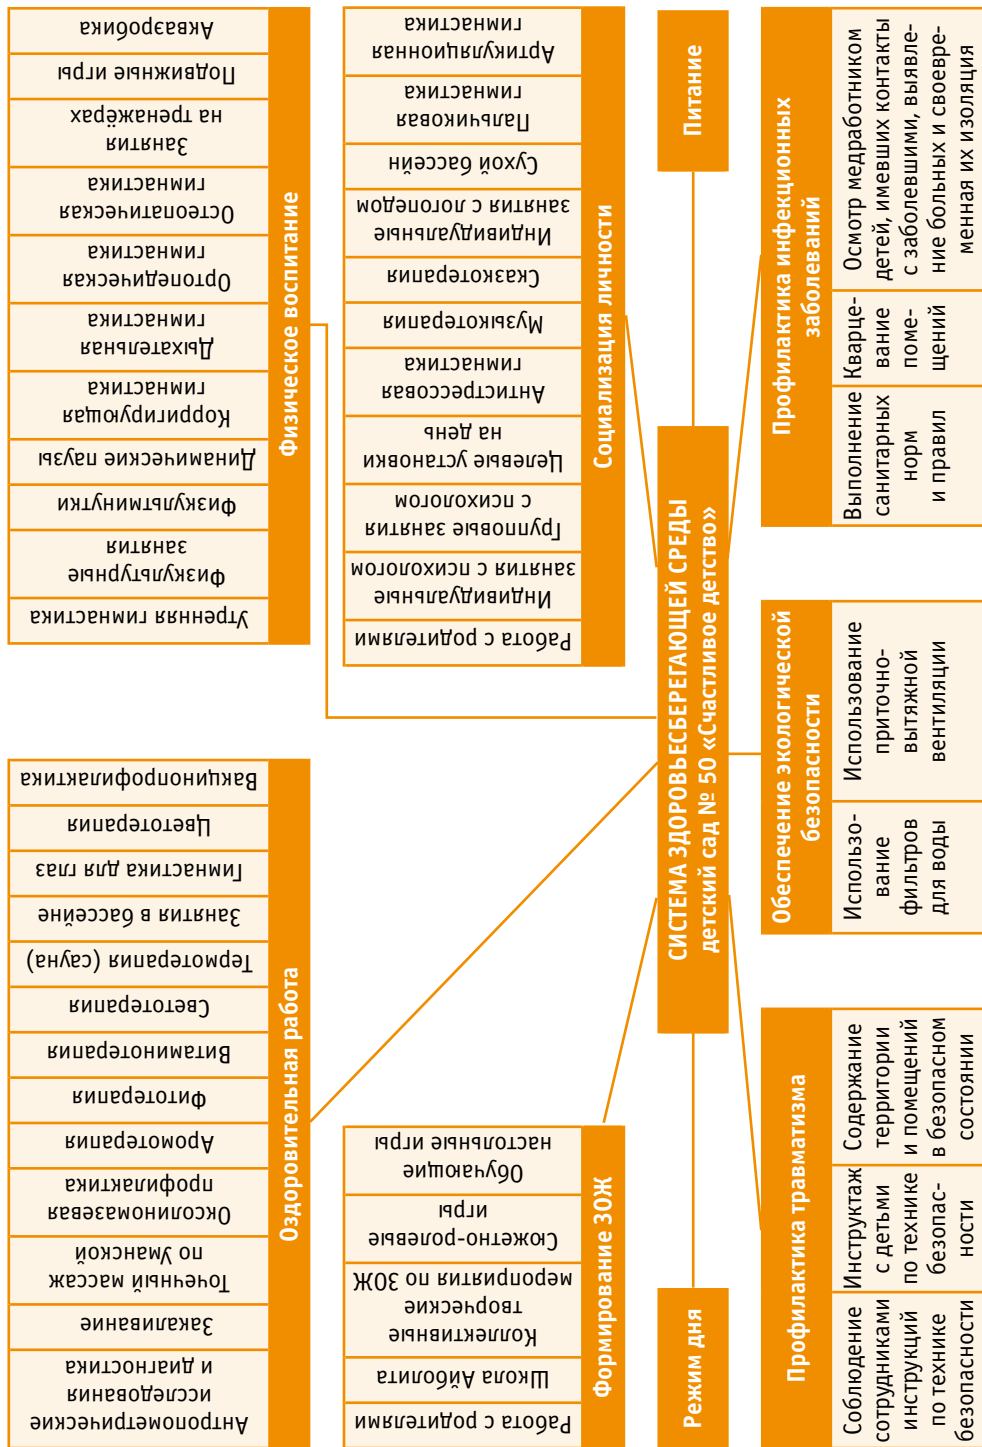 Антропометрические
исследования
и диагностика
Закаливание
Точечный массаж
по Уманской
Оксолиномазевая
профилактика
Аромотерапия
Фитотерапия
Витаминотерапия
Светотерапия
Термотерапия (сауна)
Занятия в бассейне
Гимнастика для глаз
Цветотерапия
Вакцинопрофилактика
Оздоровительная работа
Утренняя гимнастика
Физкультурные
занятия
Физкультминутки
Динамические паузы
Корригирующая
гимнастика
Дыхательная
гимнастика
Ортопедическая
гимнастика
Остеопатическая
гимнастика
Занятия
на тренажёрах
Подвижные игры
Аквааэробика
Физическое воспитание
Работа с родителями
Школа Айболита
Коллективные
творческие
мероприятия по ЗОЖ
Сюжетно-ролевые
игры
Обучающие
настольные игры
Формирование ЗОЖ
Работа с родителями
Индивидуальные
занятия с психологом
Групповые занятия
с психологом
Целевые установки
на день
Антистрессовая
гимнастика
Музыкотерапия
Сказкотерапия
Индивидуальные
занятия с логопедом
Сухой бассейн
Пальчиковая
гимнастика
Артикуляционная
гимнастика
Социализация личности
Режим дня
СИСТЕМА ЗДОРОВЬЕСБЕРЕГАЮЩЕЙ СРЕДЫ
детский сад № 50 «Счастливое детство»
Питание
Профилактика травматизма
Соблюдение
сотрудниками
инструкций
по технике
безопасности
Инструктаж
с детьми
по технике
безопас-
ности
Содержание
территории
и помещений
в безопасном
состоянии
Обеспечение экологической
безопасности
Использо-
вание
фильтров
для воды
Использование
приточно-
вытяжной
вентиляции
Профилактика инфекционных
заболеваний
Выполнение
санитарных
норм
и правил
Кварце-
вание
поме-
щений
Осмотр медработником
детей, имевших контакты
с заболевшими, выявле-
ние больных и своевре-
менная их изоляция